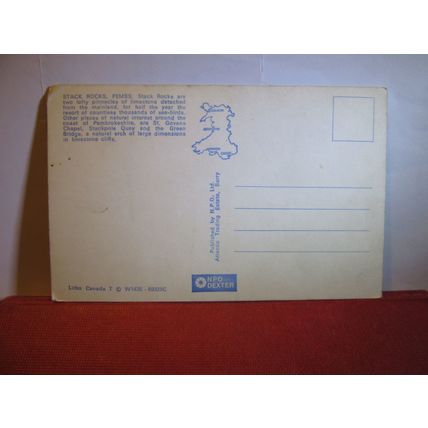 STACK ROCKS, PEMBS. Stack Rocks are
two lofty pinnacles of limestone detached
from the mainland, for half the year the
resort of countless thousands of sea-birds.
Other places of natural interest around the
coast of Pembrokeshire, are St. Govens
Chapel, Stackpole Quay and the Green
Bridge, a natural arch of large dimensions
in limestone cliffs.
Published by N.P.O. Ltd.
Atlantic Trading Estate, Barry
Litho Canada T ©
NPO
DEXTER